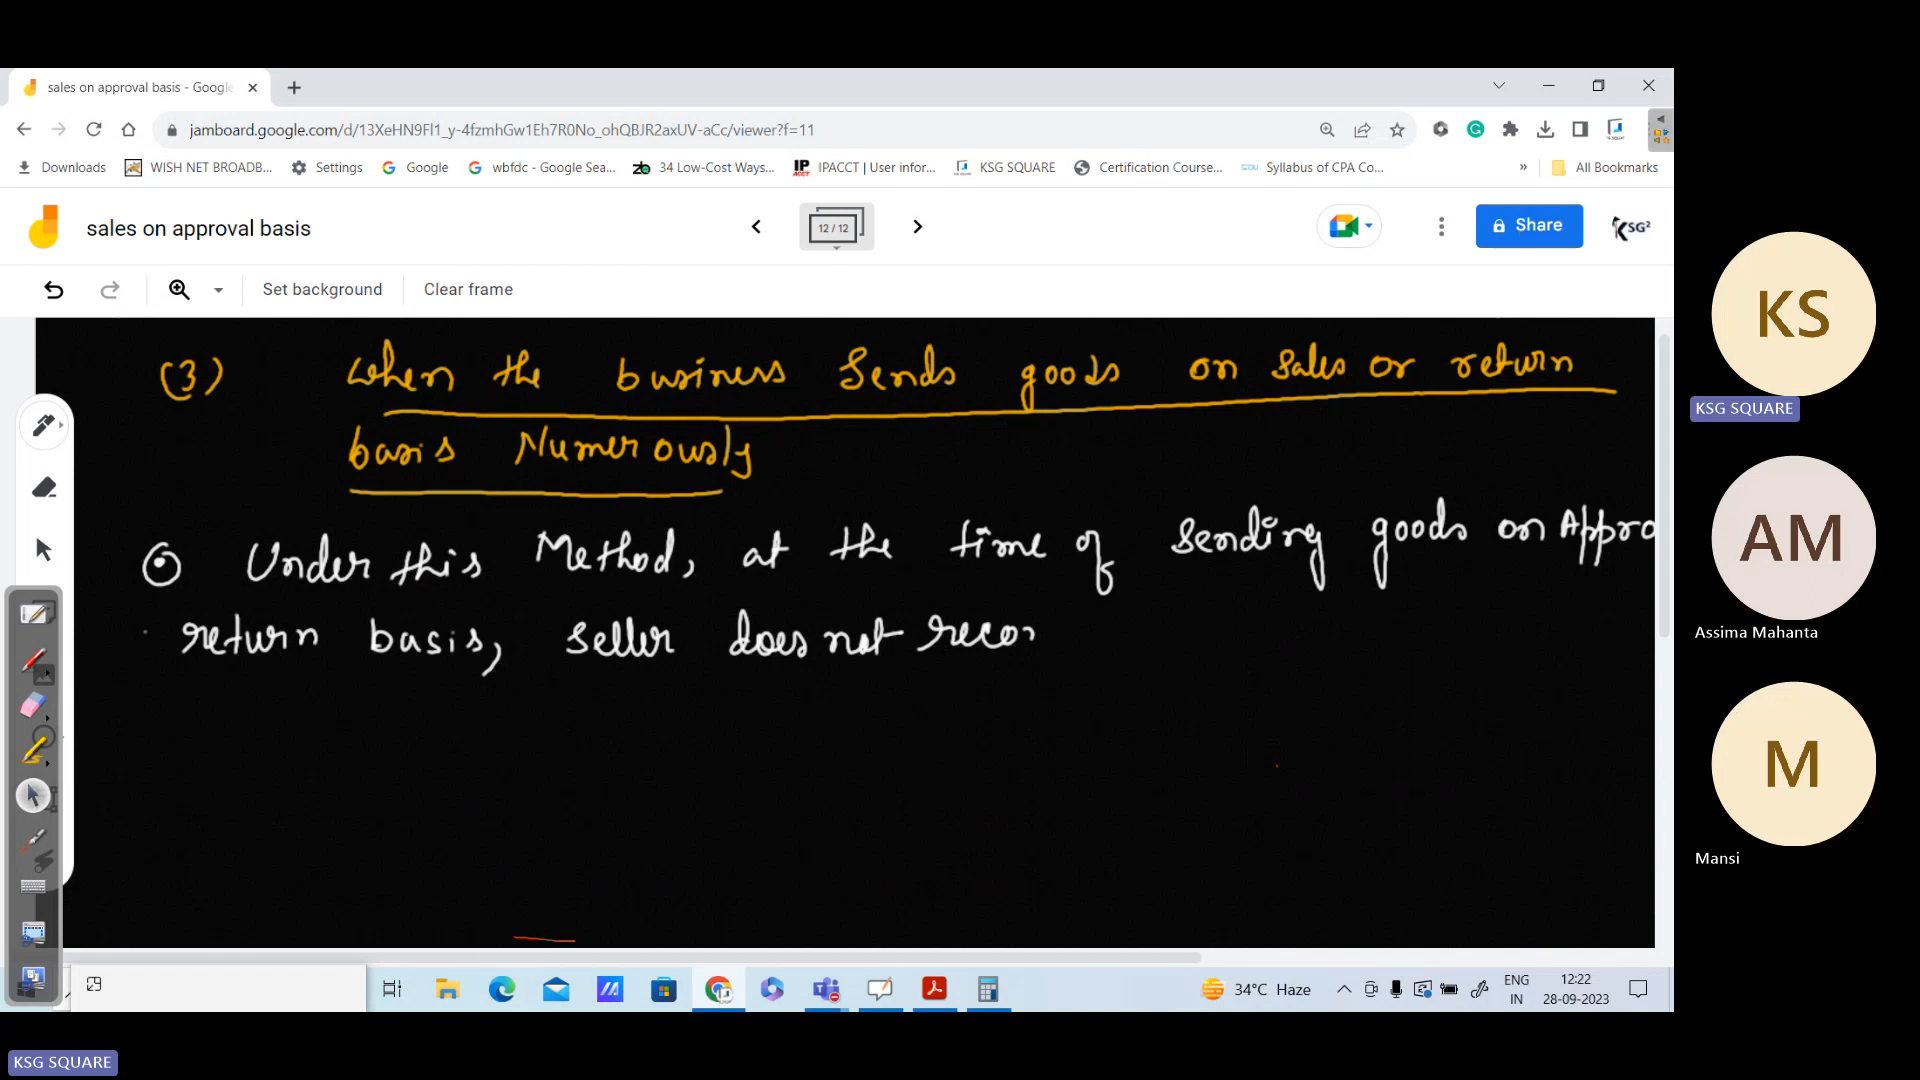 sales on approval basis - Google
jamboard.google.com/d/13XeHN9Fl1_y-4fzmhGw1Eh7R0No_ohQBJR2axUV-aCc/viewer?f=11
Downloads WISH NET BROADB... Settings Google wbfdc - Google Sea... 34 Low-Cost Ways... IPACCT | User infor... KSG SQUARE Certification Course... Syllabus of CPA Co... » All Bookmarks
sales on approval basis 12 / 12 Share KSG²
Set background Clear frame
(3) When the business Sends goods on Sales or return
basis Numerously
Under this Method, at the time of Sending goods on Appro
return basis, Seller does not recor
KS
KSG SQUARE
AM
Assima Mahanta
M
Mansi
34°C Haze ENG IN 12:22 28-09-2023
KSG SQUARE